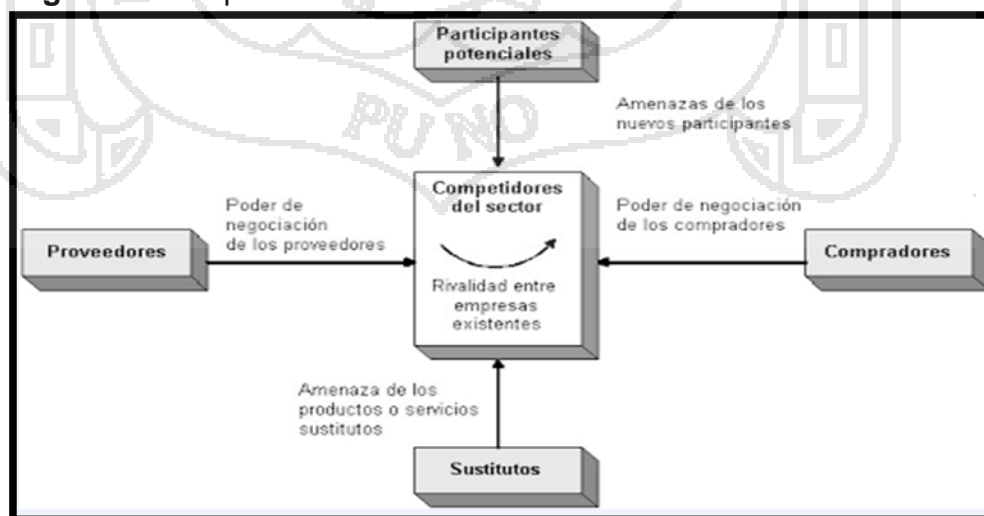 Participantes
potenciales
Amenazas de los
nuevos participantes
PUNO
Competidores
del sector
Poder de
negociación
de los proveedores
Poder de negociación
de los compradores
Proveedores
Compradores
Rivalidad entre
empresas
existentes
Amenaza de los
productos o servicios
sustitutos
Sustitutos